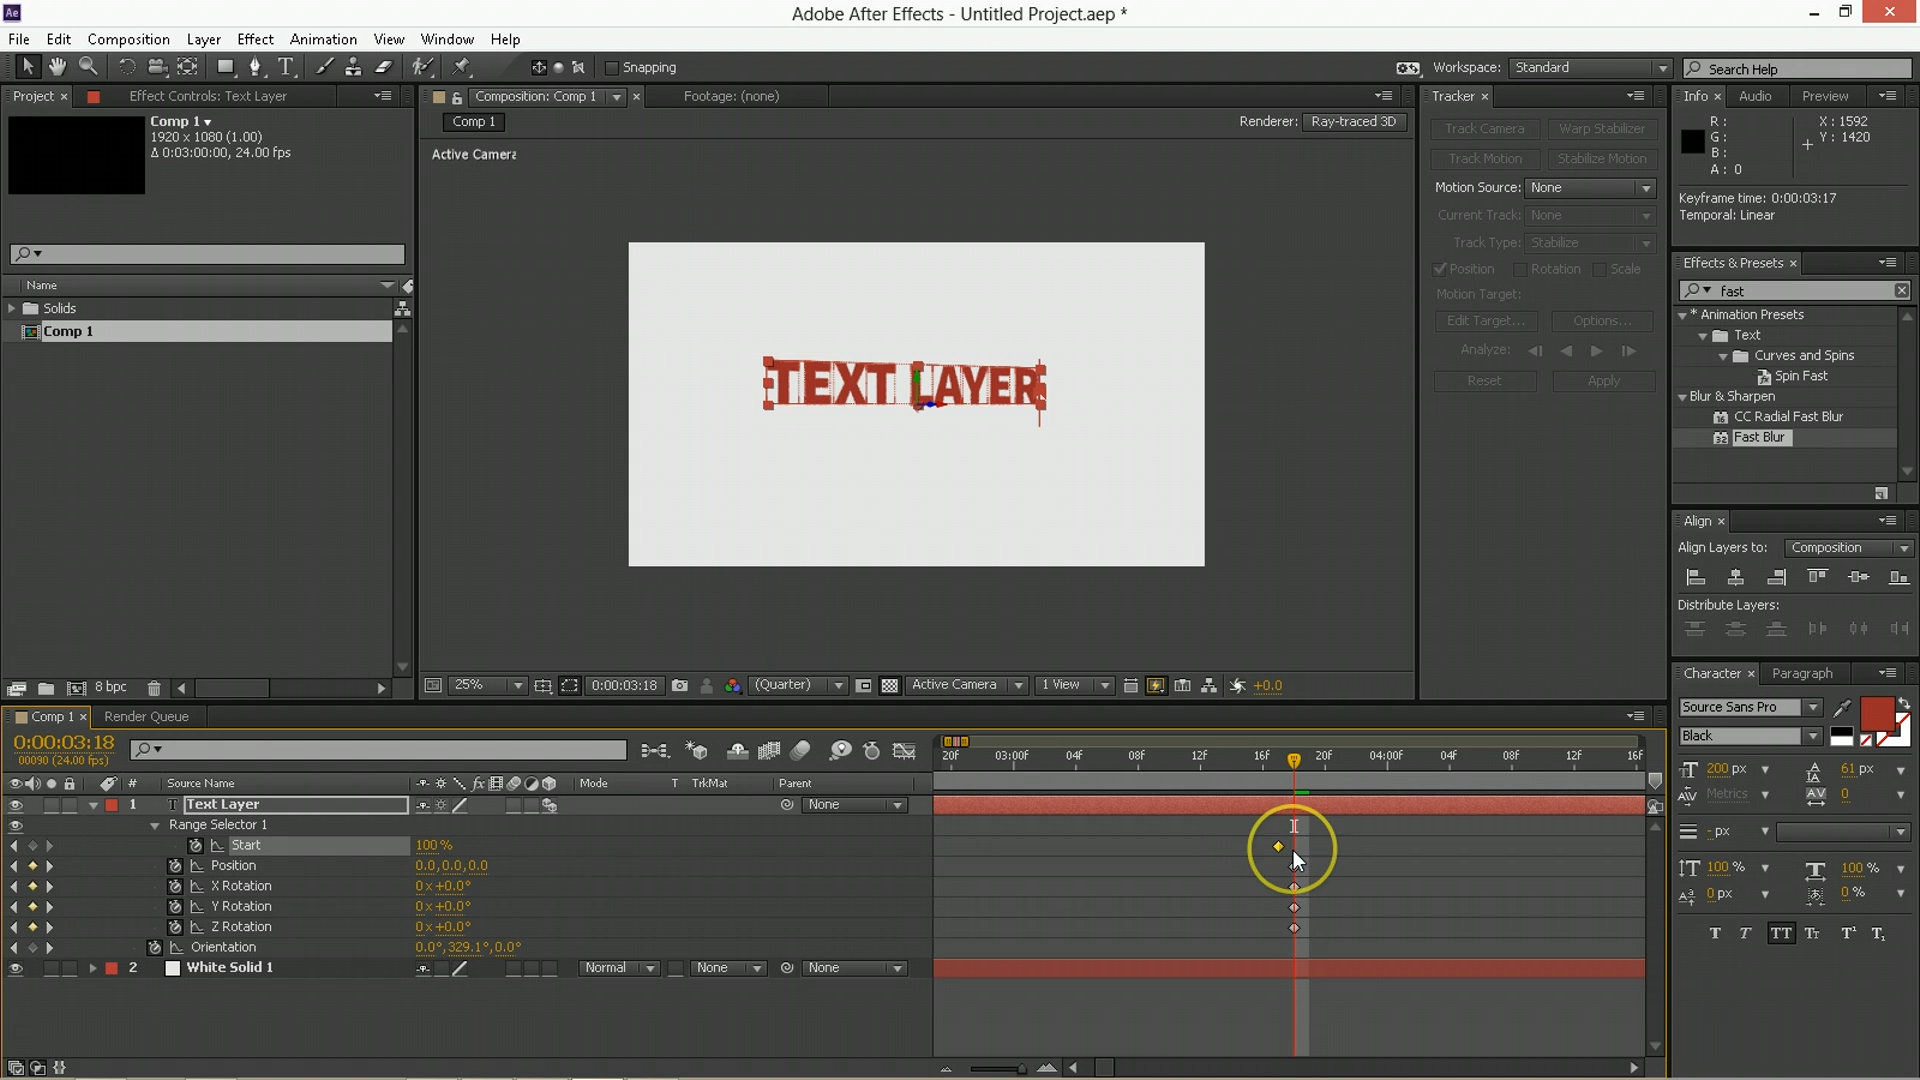 Ae
Adobe After Effects - Untitled Project.aep *
File Edit Composition Layer Effect Animation View Window Help
Snapping
Workspace: Standard
Search Help
Project × Effect Controls: Text Layer
Composition: Comp 1 × Footage: (none)
Tracker ×
Info × Audio Preview
Comp 1
1920 x 1080 (1.00)
Δ 0:03:00:00, 24.00 fps
Comp 1
Renderer: Ray-traced 3D
Active Camera
Track Camera Warp Stabilizer
Track Motion Stabilize Motion
Motion Source: None
Current Track: None
Track Type: Stabilize
Position Rotation Scale
Motion Target:
Edit Target... Options...
Analyze:
Reset Apply
R :
G :
B :
A : 0
X : 1592
Y : 1420
Keyframe time: 0:00:03:17
Temporal: Linear
Effects & Presets ×
fast
* Animation Presets
Text
Curves and Spins
Spin Fast
Blur & Sharpen
CC Radial Fast Blur
Fast Blur
Name
Solids
Comp 1
TEXT LAYER
Align ×
Align Layers to: Composition
Distribute Layers:
Character × Paragraph
Source Sans Pro
Black
200 px
61 px
Metrics
0
- px
100 %
100 %
0 px
0 %
T T TT Tт T¹ T₁
8 bpc
25% 0:00:03:18 (Quarter) Active Camera 1 View +0.0
Comp 1 × Render Queue
0:00:03:18
00090 (24.00 fps)
20F 03:00F 04F 08F 12F 16F 20F 04:00F 04F 08F 12F 16F
# Source Name Mode T TrkMat Parent
1 T Text Layer None
Range Selector 1
Start 100 %
Position 0.0,0.0,0.0
X Rotation 0x+0.0°
Y Rotation 0x+0.0°
Z Rotation 0x+0.0°
Orientation 0.0°,329.1°,0.0°
2 White Solid 1 Normal None None